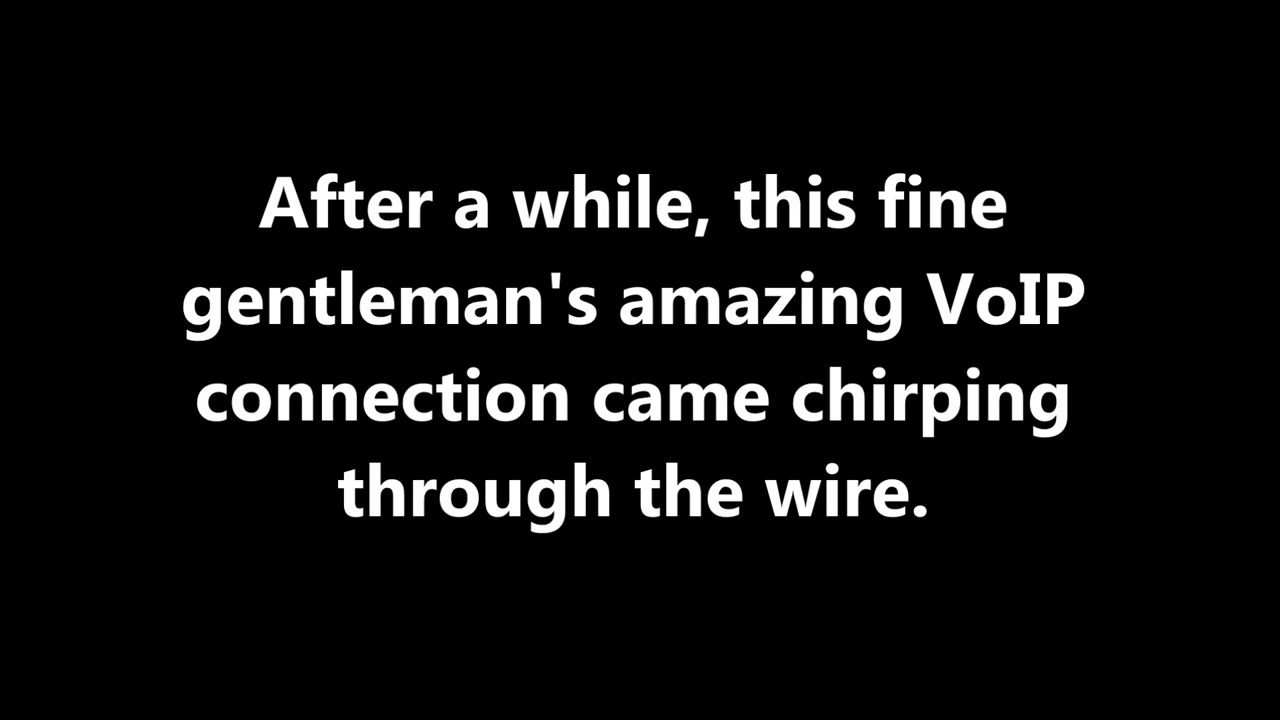 After a while, this fine
gentleman's amazing VoIP
connection came chirping
through the wire.